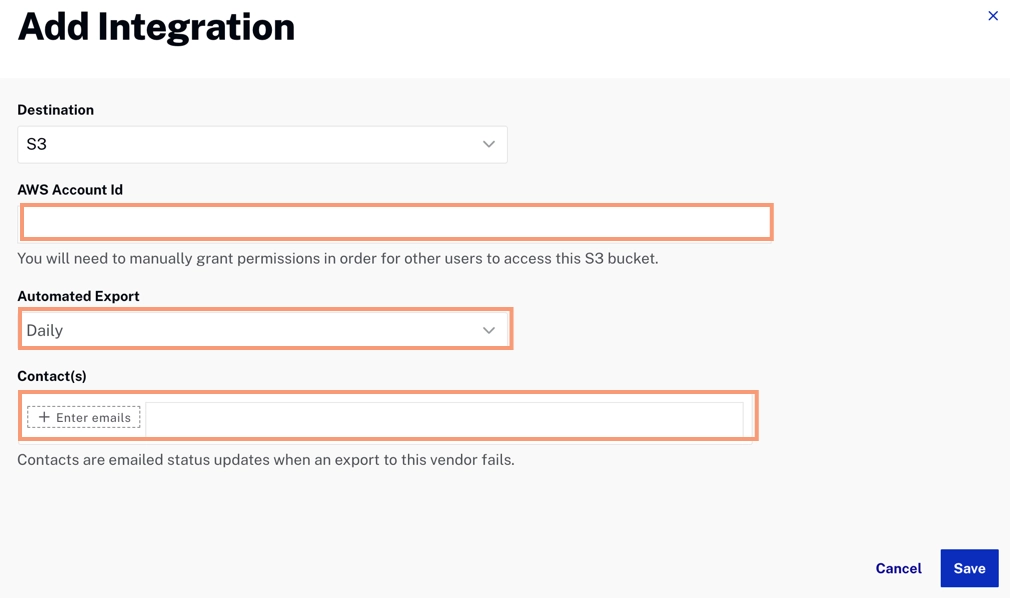 Add Integration
Destination
S3
AWS Account Id
You will need to manually grant permissions in order for other users to access this S3 bucket.
Automated Export
Daily
Contact(s)
+ Enter emails
Contacts are emailed status updates when an export to this vendor fails.
Cancel
Save